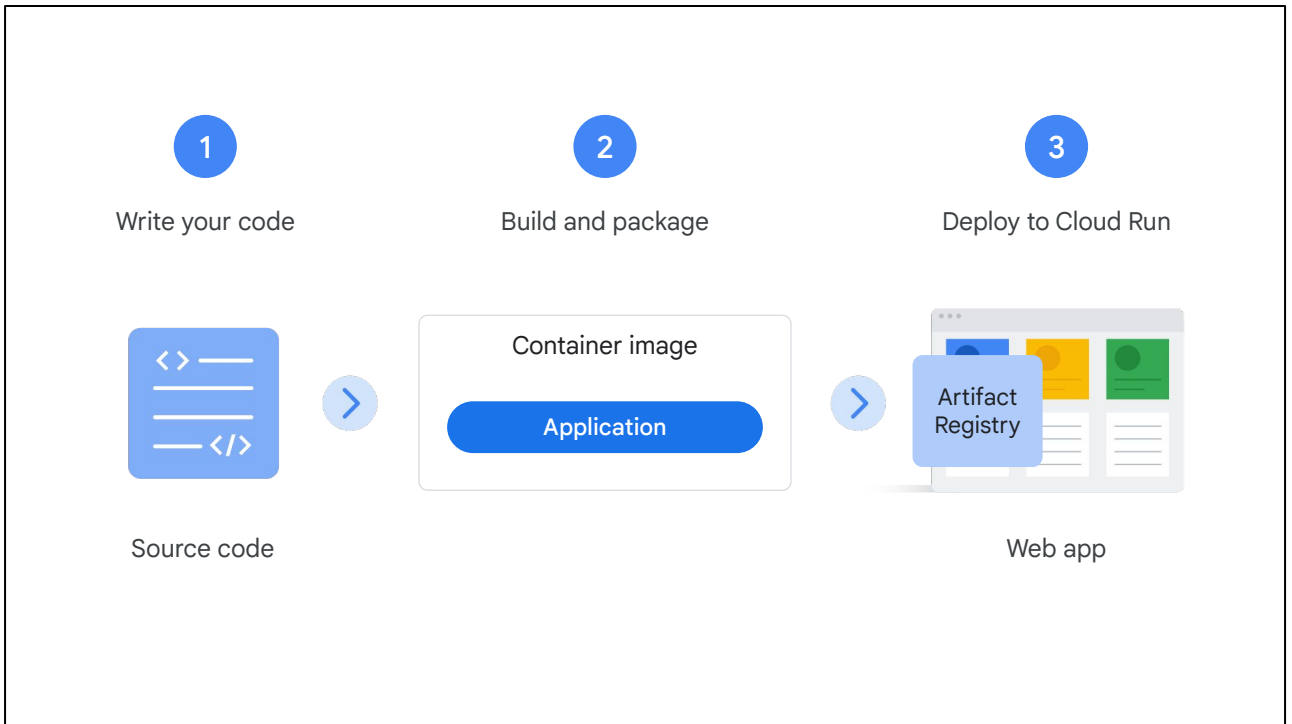 1
2
3
Write your code
Build and package
Deploy to Cloud Run
< >
</>
Container image
Application
Artifact
Registry
Source code
Web app